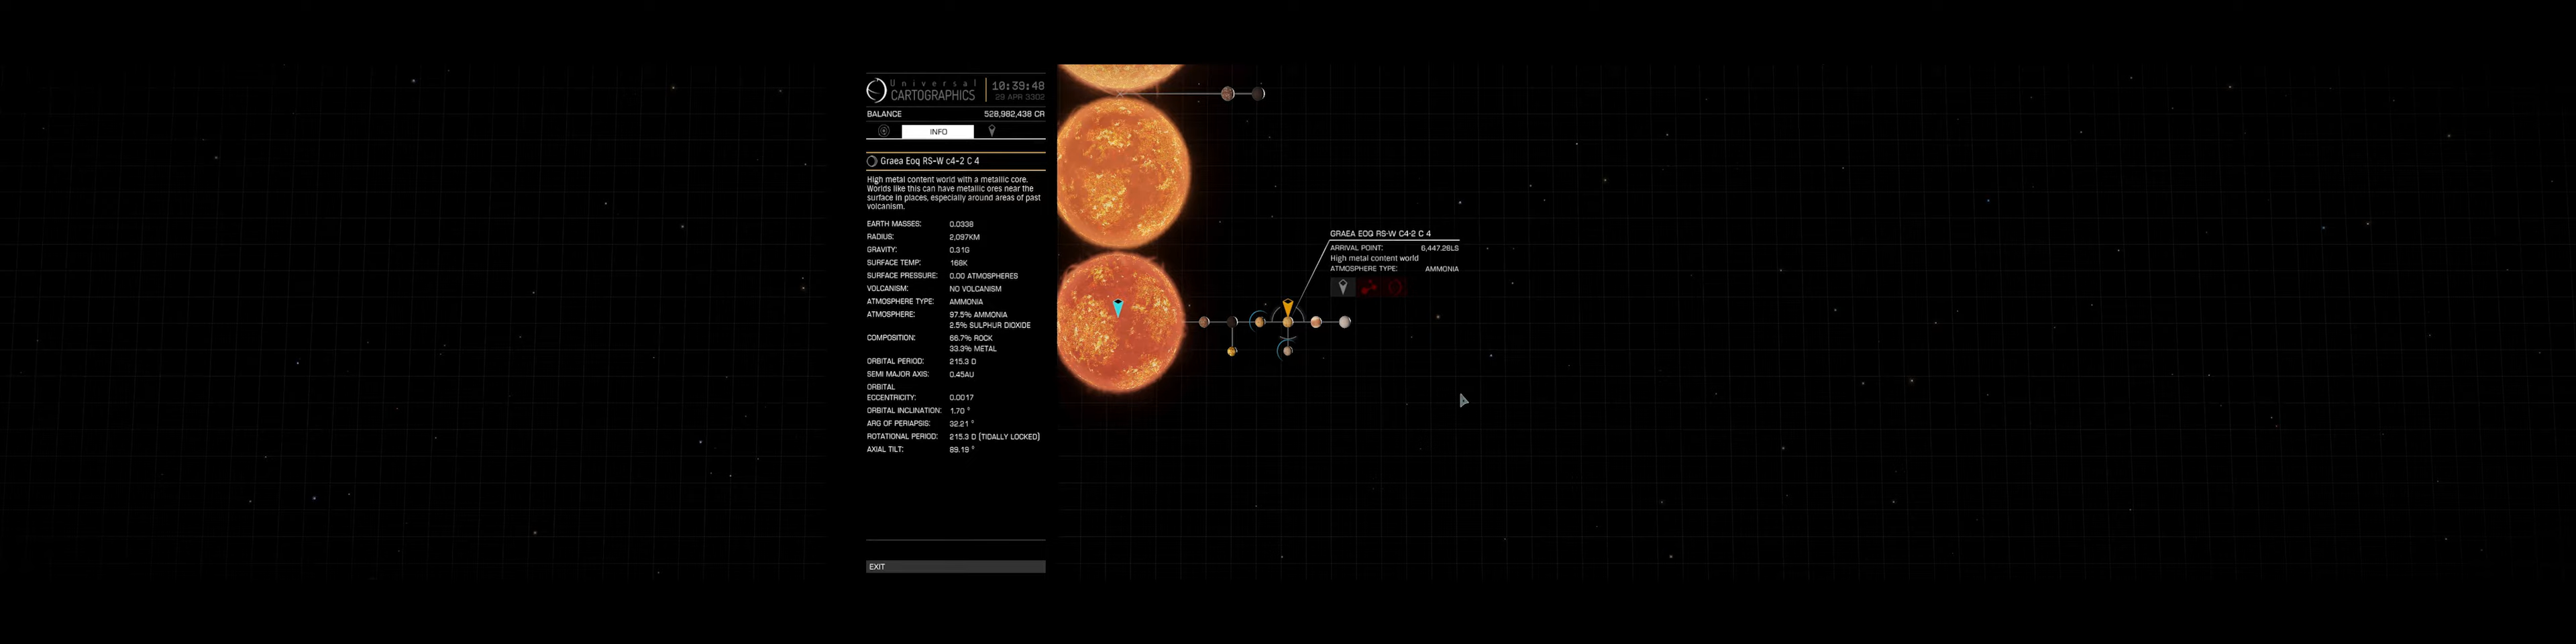 Universal
CARTOGRAPHICS
10:39:48
29 APR 3302
BALANCE 528,982,438 CR
INFO
Graea Eoq RS-W c4-2 C 4
High metal content world with a metallic core.
Worlds like this can have metallic ores near the
surface in places, especially around areas of past
volcanism.
EARTH MASSES: 0.0338
RADIUS: 2,097KM
GRAVITY: 0.31G
SURFACE TEMP: 168K
SURFACE PRESSURE: 0.00 ATMOSPHERES
VOLCANISM: NO VOLCANISM
ATMOSPHERE TYPE: AMMONIA
ATMOSPHERE: 97.5% AMMONIA
2.5% SULPHUR DIOXIDE
COMPOSITION: 66.7% ROCK
33.3% METAL
ORBITAL PERIOD: 215.3 D
SEMI MAJOR AXIS: 0.45AU
ORBITAL
ECCENTRICITY: 0.0017
ORBITAL INCLINATION: 1.70 °
ARG OF PERIAPSIS: 32.21 °
ROTATIONAL PERIOD: 215.3 D (TIDALLY LOCKED)
AXIAL TILT: 89.19 °
EXIT
GRAEA EOQ RS-W C4-2 C 4
ARRIVAL POINT: 6,447.26LS
High metal content world
ATMOSPHERE TYPE: AMMONIA